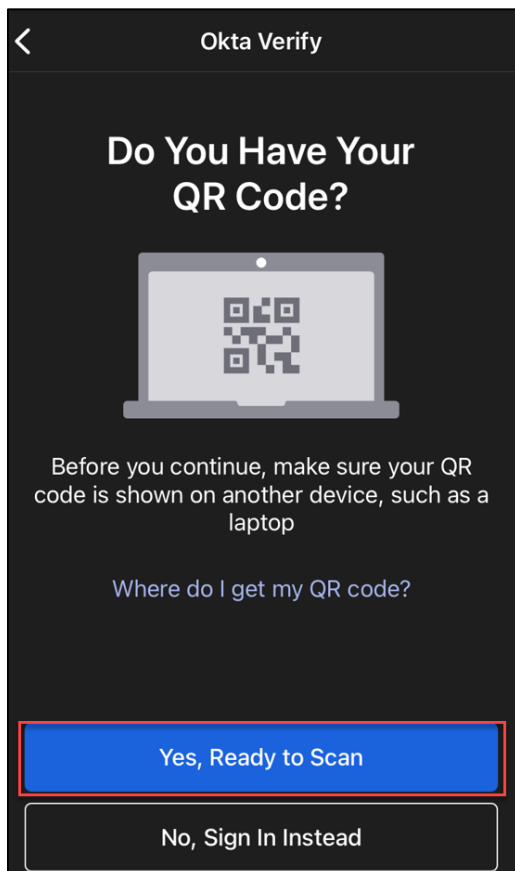 Okta Verify
Do You Have Your
QR Code?
Before you continue, make sure your QR
code is shown on another device, such as a
laptop
Where do I get my QR code?
Yes, Ready to Scan
No, Sign In Instead